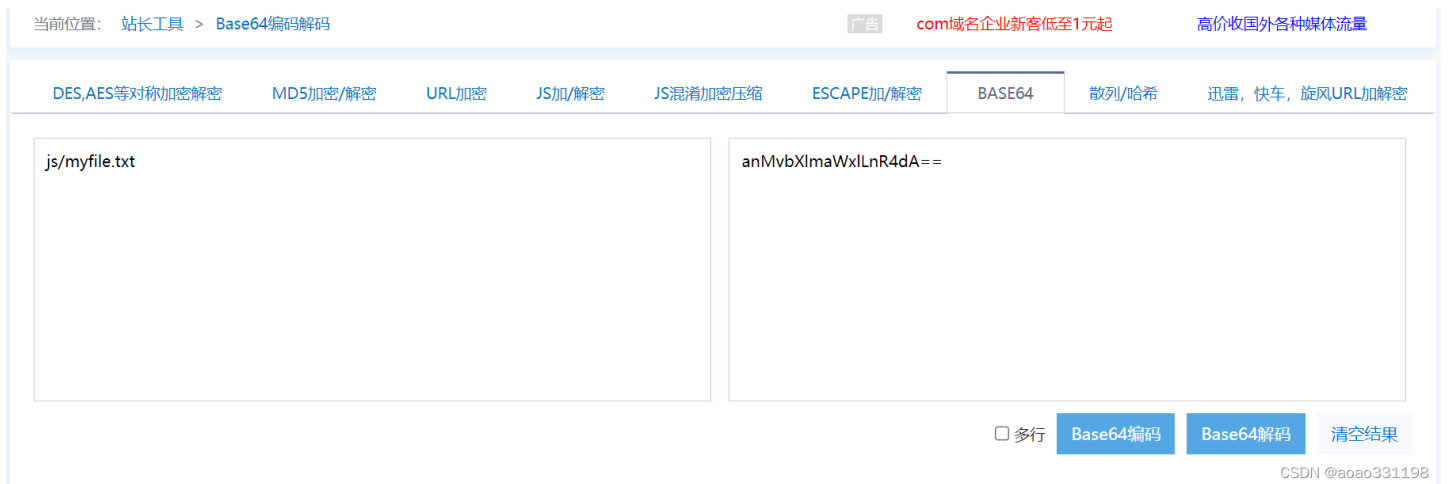 当前位置： 站长工具 > Base64编码解码 广告 com域名企业新客低至1元起 高价收国外各种媒体流量
DES,AES等对称加密解密 MD5加密/解密 URL加密 JS加/解密 JS混淆加密压缩 ESCAPE加/解密 BASE64 散列/哈希 迅雷，快车，旋风URL加解密
js/myfile.txt anMvbXlmaWxlLnR4dA==
多行 Base64编码 Base64解码 清空结果
CSDN @aoao331198